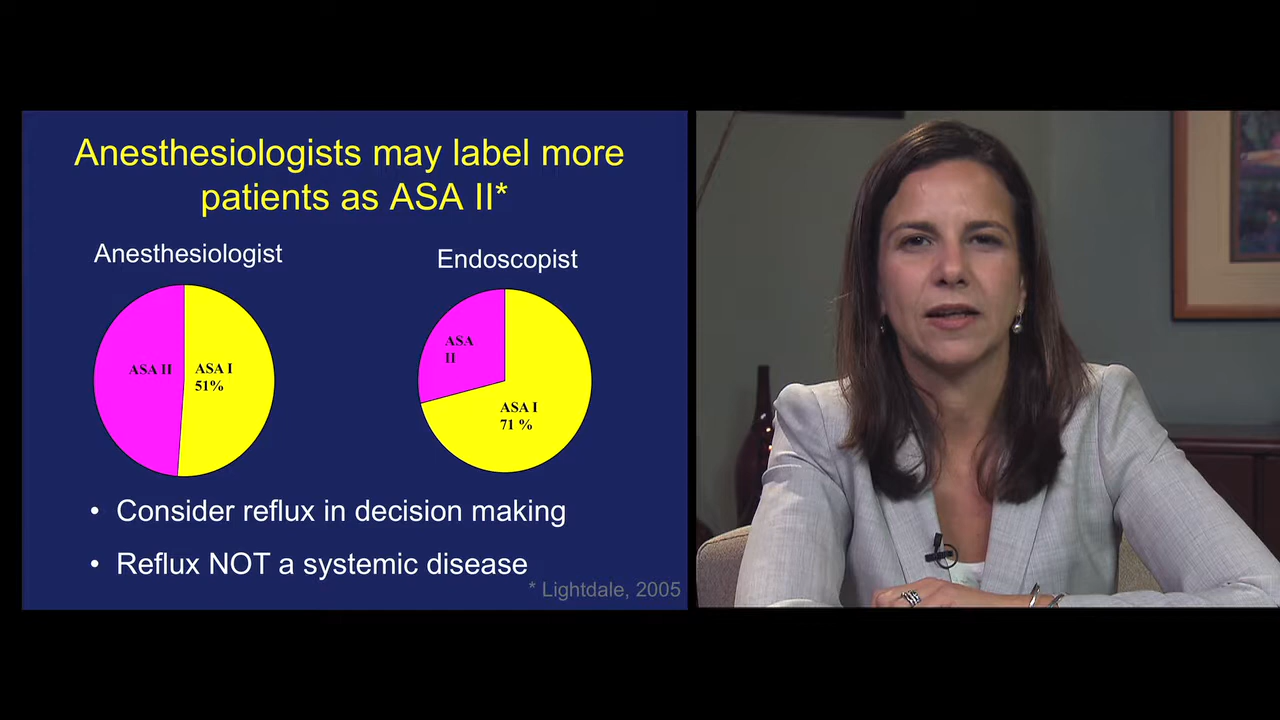 Anesthesiologists may label more
patients as ASA II*
Anesthesiologist
Endoscopist
ASA II
ASA I
51%
ASA
II
ASA I
71 %
• Consider reflux in decision making
• Reflux NOT a systemic disease
* Lightdale, 2005